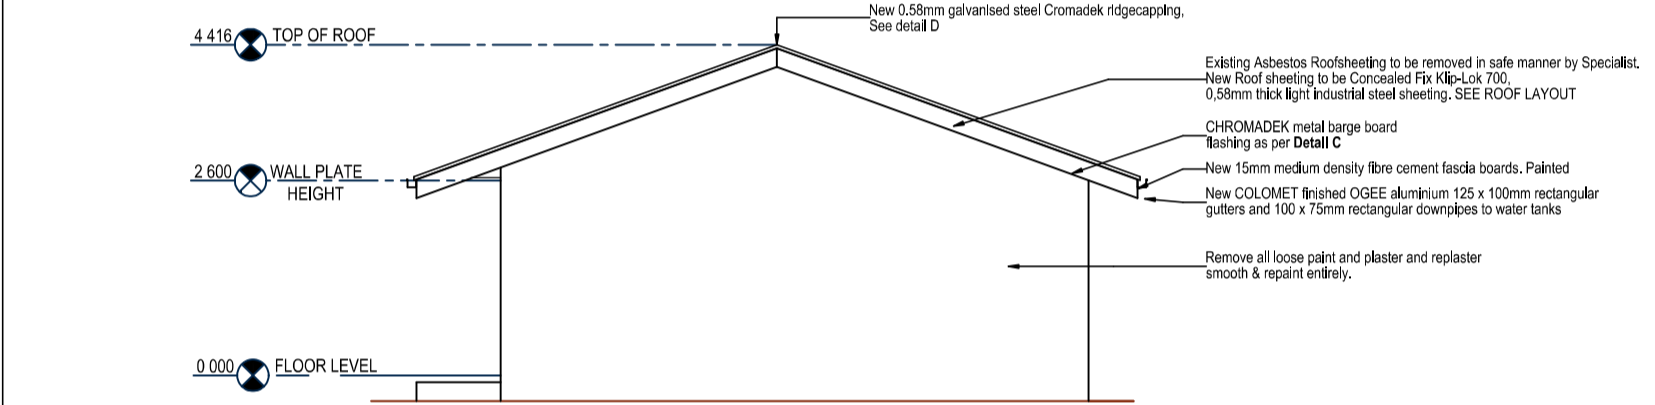 New 0.58mm galvanised steel Cromadek ridgecapping,
See detail D
4 416 TOP OF ROOF
Existing Asbestos Roofsheeting to be removed in safe manner by Specialist.
New Roof sheeting to be Concealed Fix Klip-Lok 700,
0,58mm thick light industrial steel sheeting. SEE ROOF LAYOUT
CHROMADEK metal barge board
flashing as per Detail C
2 600 WALL PLATE
HEIGHT
New 15mm medium density fibre cement fascia boards. Painted
New COLOMET finished OGEE aluminium 125 x 100mm rectangular
gutters and 100 x 75mm rectangular downpipes to water tanks
Remove all loose paint and plaster and replaster
smooth & repaint entirely.
0 000 FLOOR LEVEL